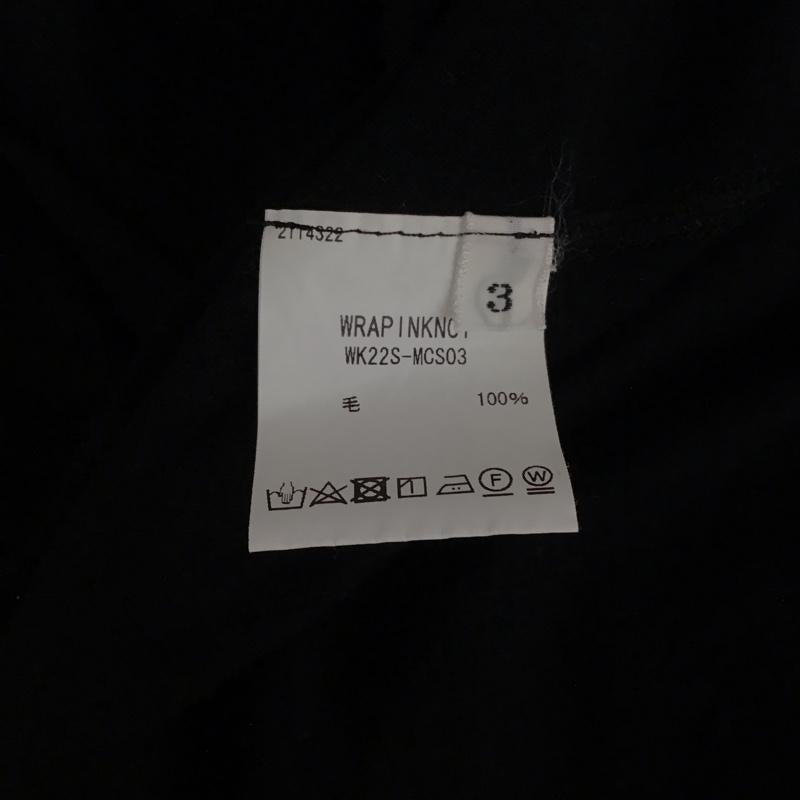 2114322
3
WRAPINKNOT
WK22S-MCS03
毛 100%
F W